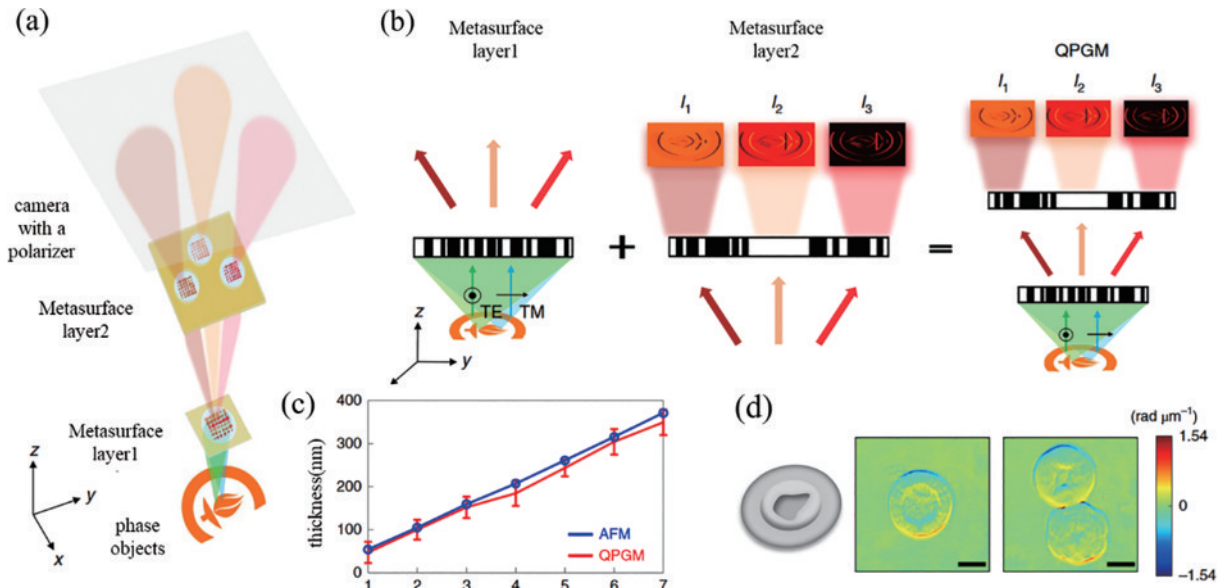 (a)
camera
with a
polarizer
Metasurface
layer2
Metasurface
layer1
phase
objects
z
y
x
(b)
Metasurface
layer1
TE TM
z
y
+
Metasurface
layer2
I1 I2 I3
=
QPGM
I1 I2 I3
(c)
thickness(nm)
400
300
200
100
0
1 2 3 4 5 6 7
AFM
QPGM
(d)
(rad μm⁻¹)
1.54
0
−1.54